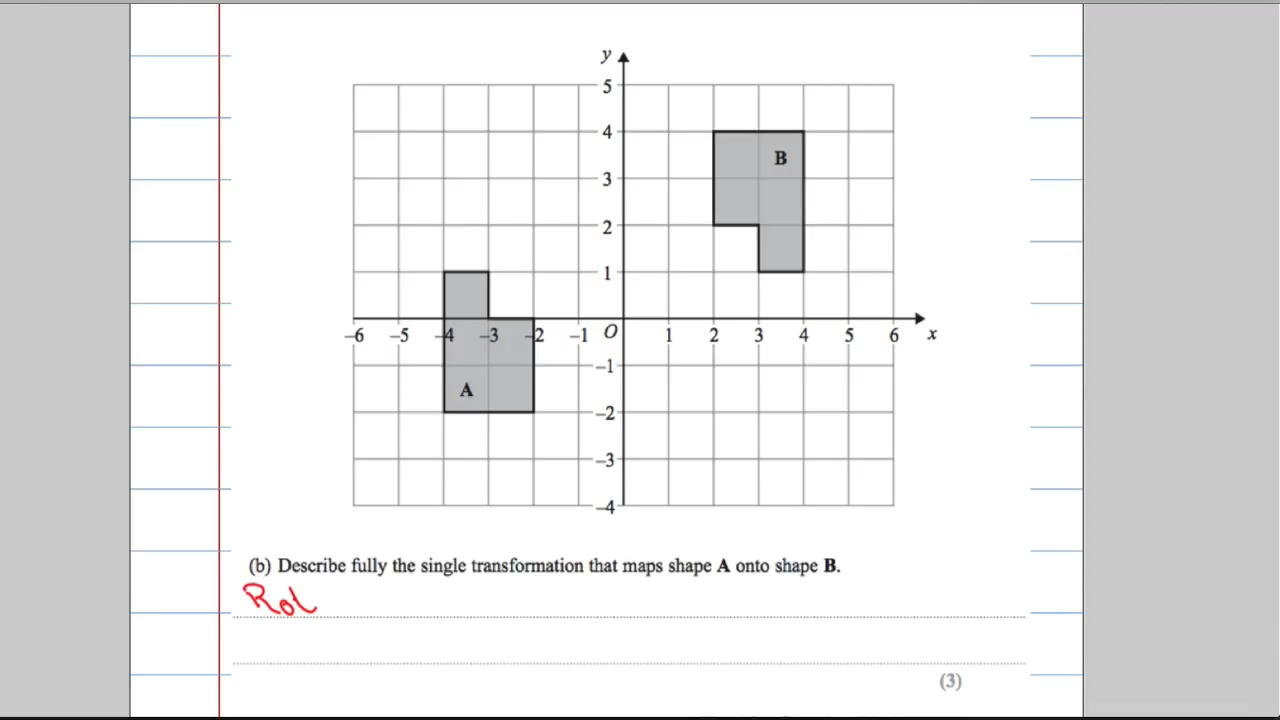 y
5
4
B
3
2
1
-6 -5 -4 -3 -2 -1 O 1 2 3 4 5 6 x
-1
A
-2
-3
-4
(b) Describe fully the single transformation that maps shape A onto shape B.
Rot
(3)